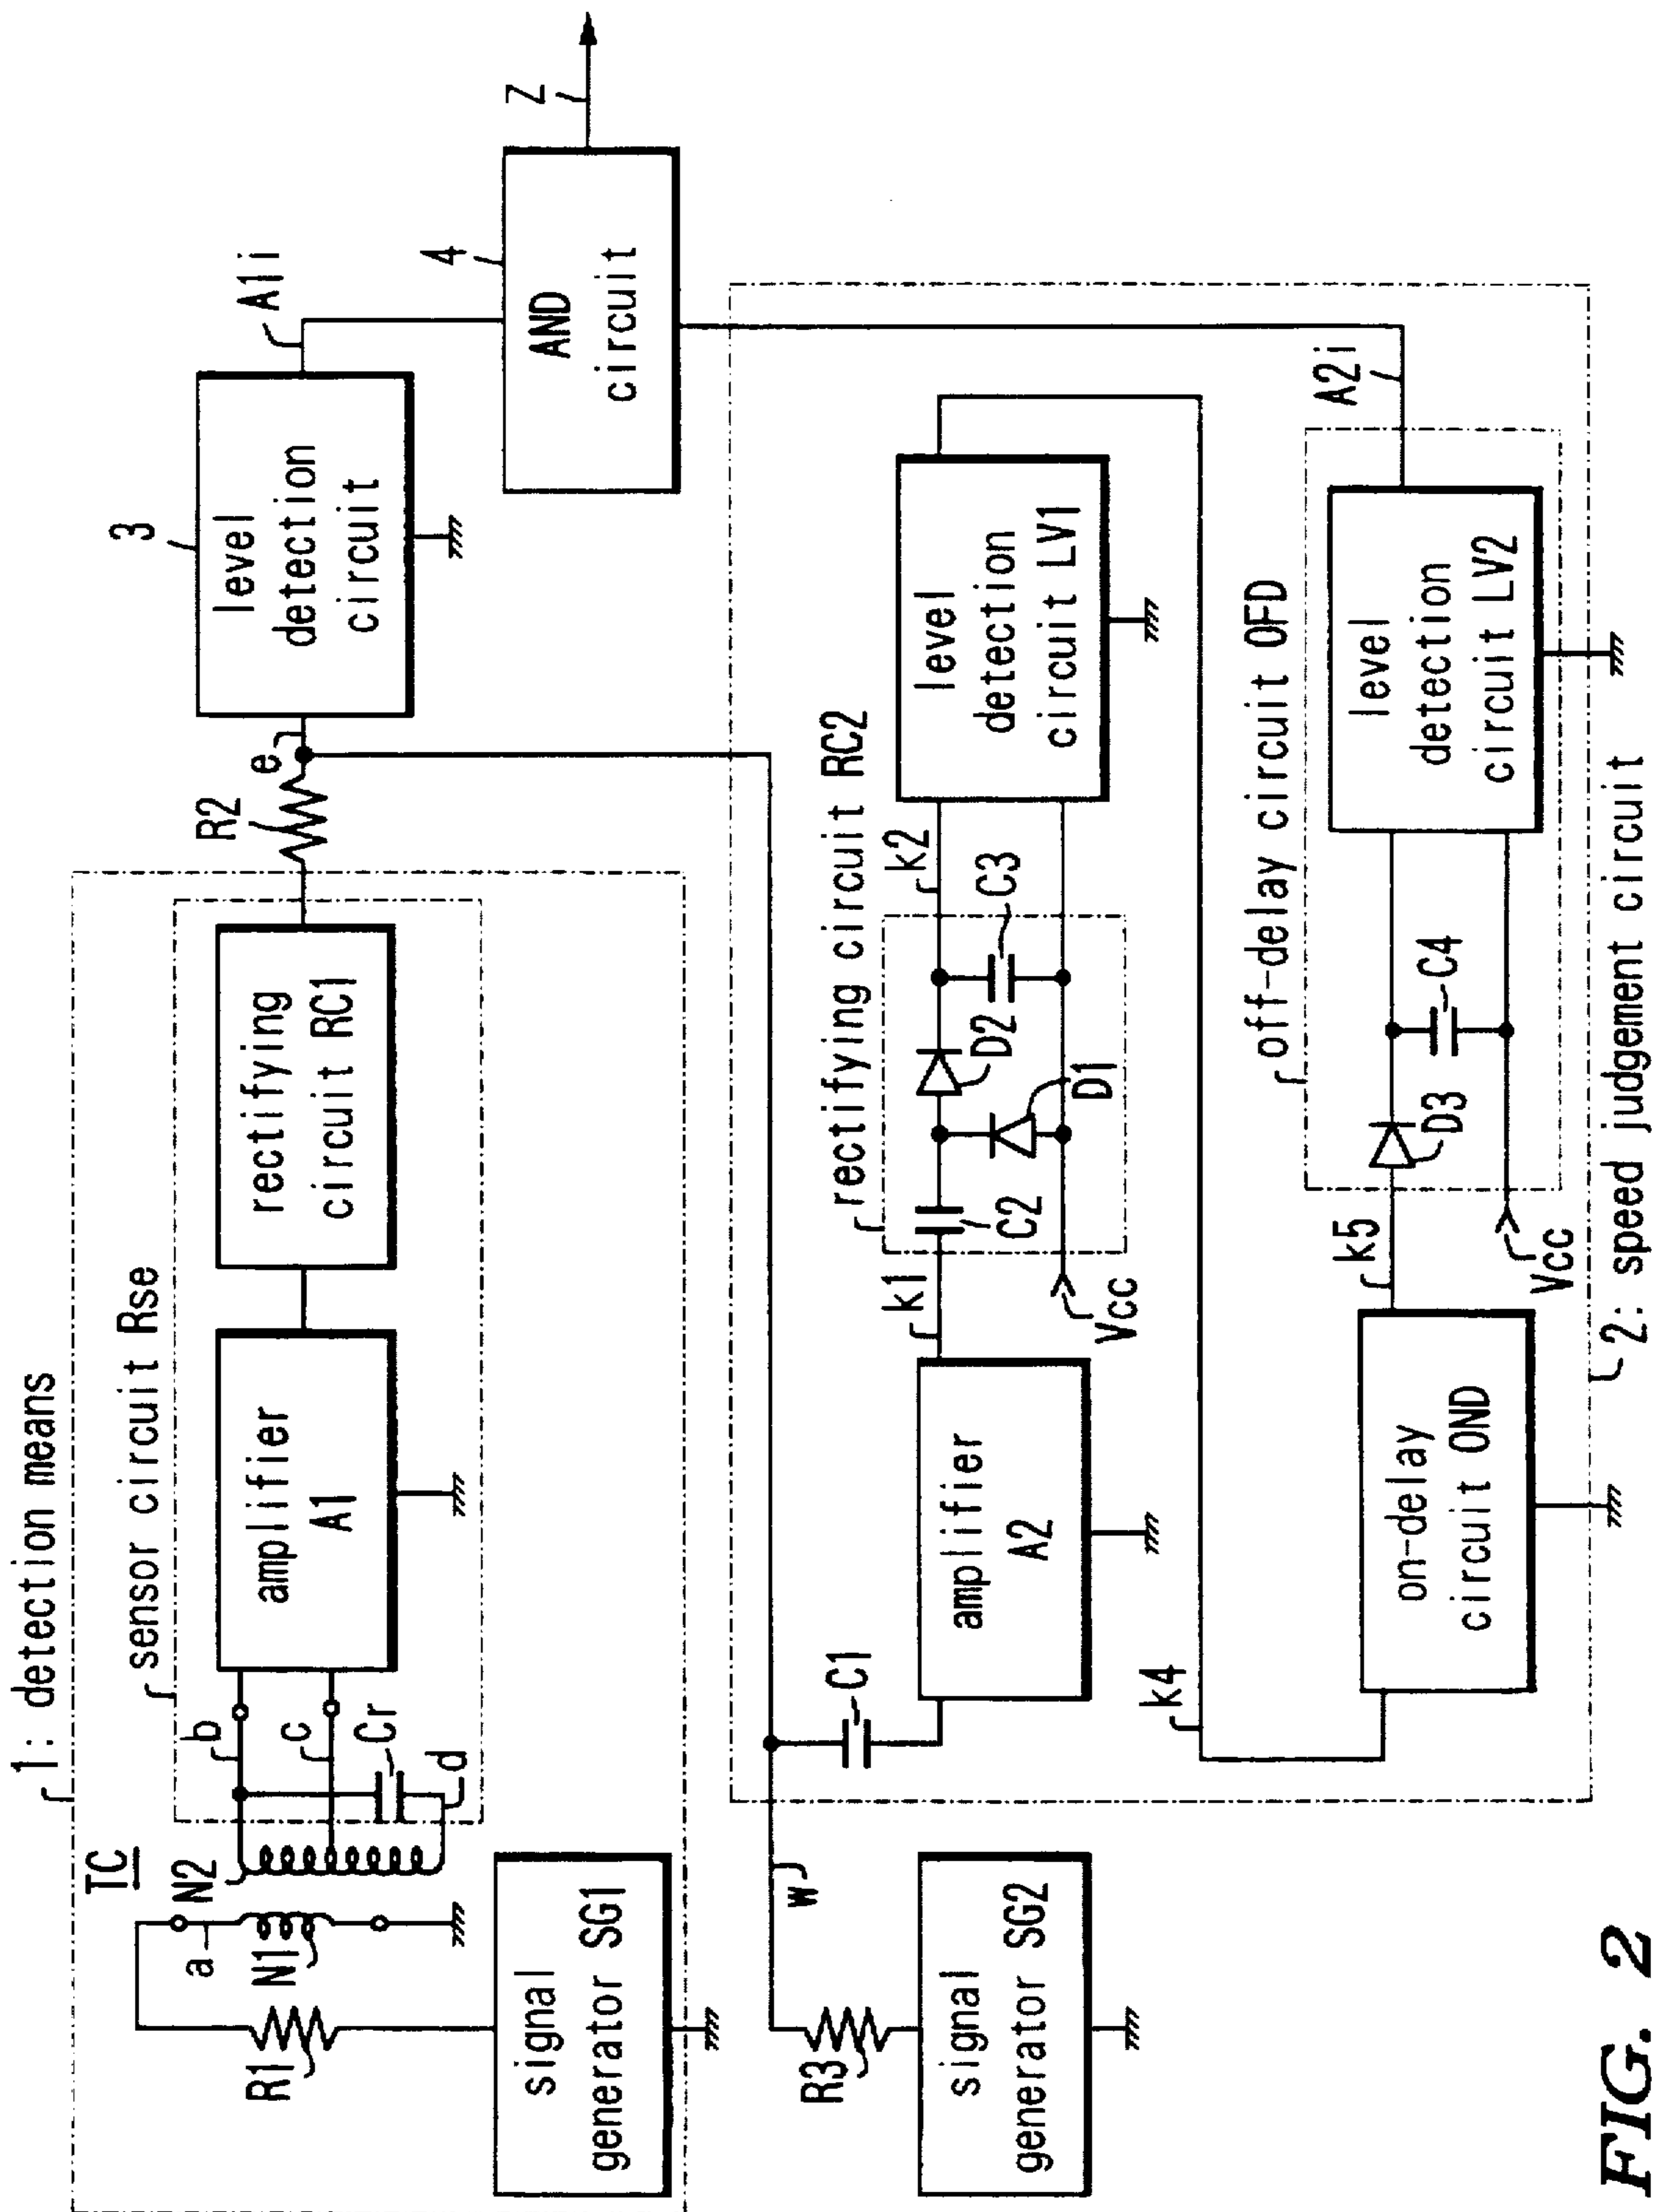 1: detection means
sensor circuit Rse
TC
N2
a
N1
R1
b
c
Cr
d
amplifier
A1
rectifying
circuit RC1
signal
generator SG1
R2
e
3
level
detection
circuit
A1i
4
AND
circuit
Z
R3
signal
generator SG2
w
C1
amplifier
A2
k1
Vcc
rectifying circuit RC2
C2
D2
D1
C3
k2
level
detection
circuit LV1
k4
on-delay
circuit OND
k5
Vcc
off-delay circuit OFD
D3
C4
level
detection
circuit LV2
A2i
2: speed judgement circuit
FIG. 2